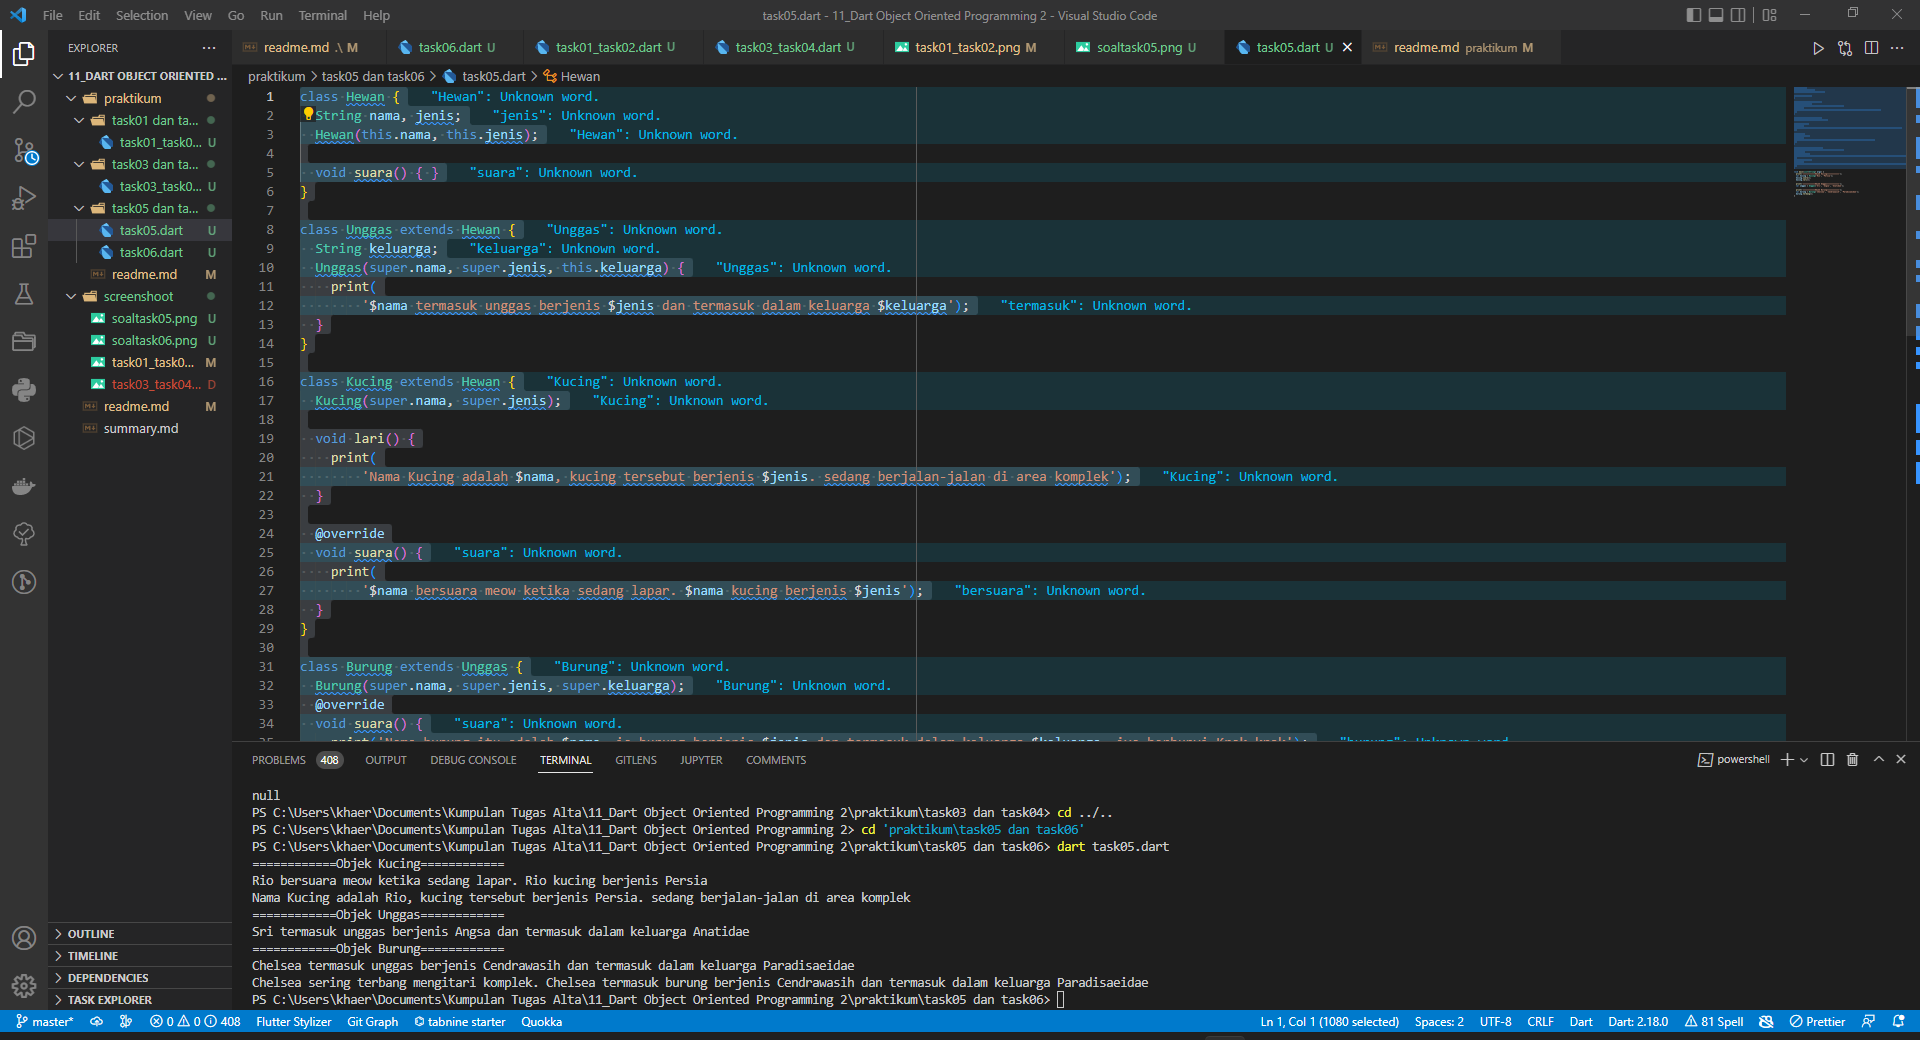 File Edit Selection View Go Run Terminal Help
task05.dart - 11_Dart Object Oriented Programming 2 - Visual Studio Code
EXPLORER
readme.md .\ M
task06.dart U
task01_task02.dart U
task03_task04.dart U
task01_task02.png M
soaltask05.png U
task05.dart U
readme.md praktikum M
11_DART OBJECT ORIENTED ...
praktikum
task01 dan ta...
task01_task0... U
task03 dan ta...
task03_task0... U
task05 dan ta...
task05.dart U
task06.dart U
readme.md M
screenshoot
soaltask05.png U
soaltask06.png U
task01_task0... M
task03_task04... D
readme.md M
summary.md
OUTLINE
TIMELINE
DEPENDENCIES
TASK EXPLORER
praktikum > task05 dan task06 > task05.dart > Hewan
1 class Hewan { "Hewan": Unknown word.
2 String nama, jenis; "jenis": Unknown word.
3 Hewan(this.nama, this.jenis); "Hewan": Unknown word.
4
5 void suara() { } "suara": Unknown word.
6 }
7
8 class Unggas extends Hewan { "Unggas": Unknown word.
9 String keluarga; "keluarga": Unknown word.
10 Unggas(super.nama, super.jenis, this.keluarga) { "Unggas": Unknown word.
11 print(
12 '$nama termasuk unggas berjenis $jenis dan termasuk dalam keluarga $keluarga'); "termasuk": Unknown word.
13 }
14 }
15
16 class Kucing extends Hewan { "Kucing": Unknown word.
17 Kucing(super.nama, super.jenis); "Kucing": Unknown word.
18
19 void lari() {
20 print(
21 'Nama Kucing adalah $nama, kucing tersebut berjenis $jenis. sedang berjalan-jalan di area komplek'); "Kucing": Unknown word.
22 }
23
24 @override
25 void suara() { "suara": Unknown word.
26 print(
27 '$nama bersuara meow ketika sedang lapar. $nama kucing berjenis $jenis'); "bersuara": Unknown word.
28 }
29 }
30
31 class Burung extends Unggas { "Burung": Unknown word.
32 Burung(super.nama, super.jenis, super.keluarga); "Burung": Unknown word.
33 @override
34 void suara() { "suara": Unknown word.
PROBLEMS 408 OUTPUT DEBUG CONSOLE TERMINAL GITLENS JUPYTER COMMENTS
powershell
null
PS C:\Users\khaer\Documents\Kumpulan Tugas Alta\11_Dart Object Oriented Programming 2\praktikum\task03 dan task04> cd ../..
PS C:\Users\khaer\Documents\Kumpulan Tugas Alta\11_Dart Object Oriented Programming 2> cd 'praktikum\task05 dan task06'
PS C:\Users\khaer\Documents\Kumpulan Tugas Alta\11_Dart Object Oriented Programming 2\praktikum\task05 dan task06> dart task05.dart
============Objek Kucing============
Rio bersuara meow ketika sedang lapar. Rio kucing berjenis Persia
Nama Kucing adalah Rio, kucing tersebut berjenis Persia. sedang berjalan-jalan di area komplek
============Objek Unggas============
Sri termasuk unggas berjenis Angsa dan termasuk dalam keluarga Anatidae
============Objek Burung============
Chelsea termasuk unggas berjenis Cendrawasih dan termasuk dalam keluarga Paradisaeidae
Chelsea sering terbang mengitari komplek. Chelsea termasuk burung berjenis Cendrawasih dan termasuk dalam keluarga Paradisaeidae
PS C:\Users\khaer\Documents\Kumpulan Tugas Alta\11_Dart Object Oriented Programming 2\praktikum\task05 dan task06>
master* 0 0 408 Flutter Stylizer Git Graph tabnine starter Quokka
Ln 1, Col 1 (1080 selected) Spaces: 2 UTF-8 CRLF Dart Dart: 2.18.0 81 Spell Prettier